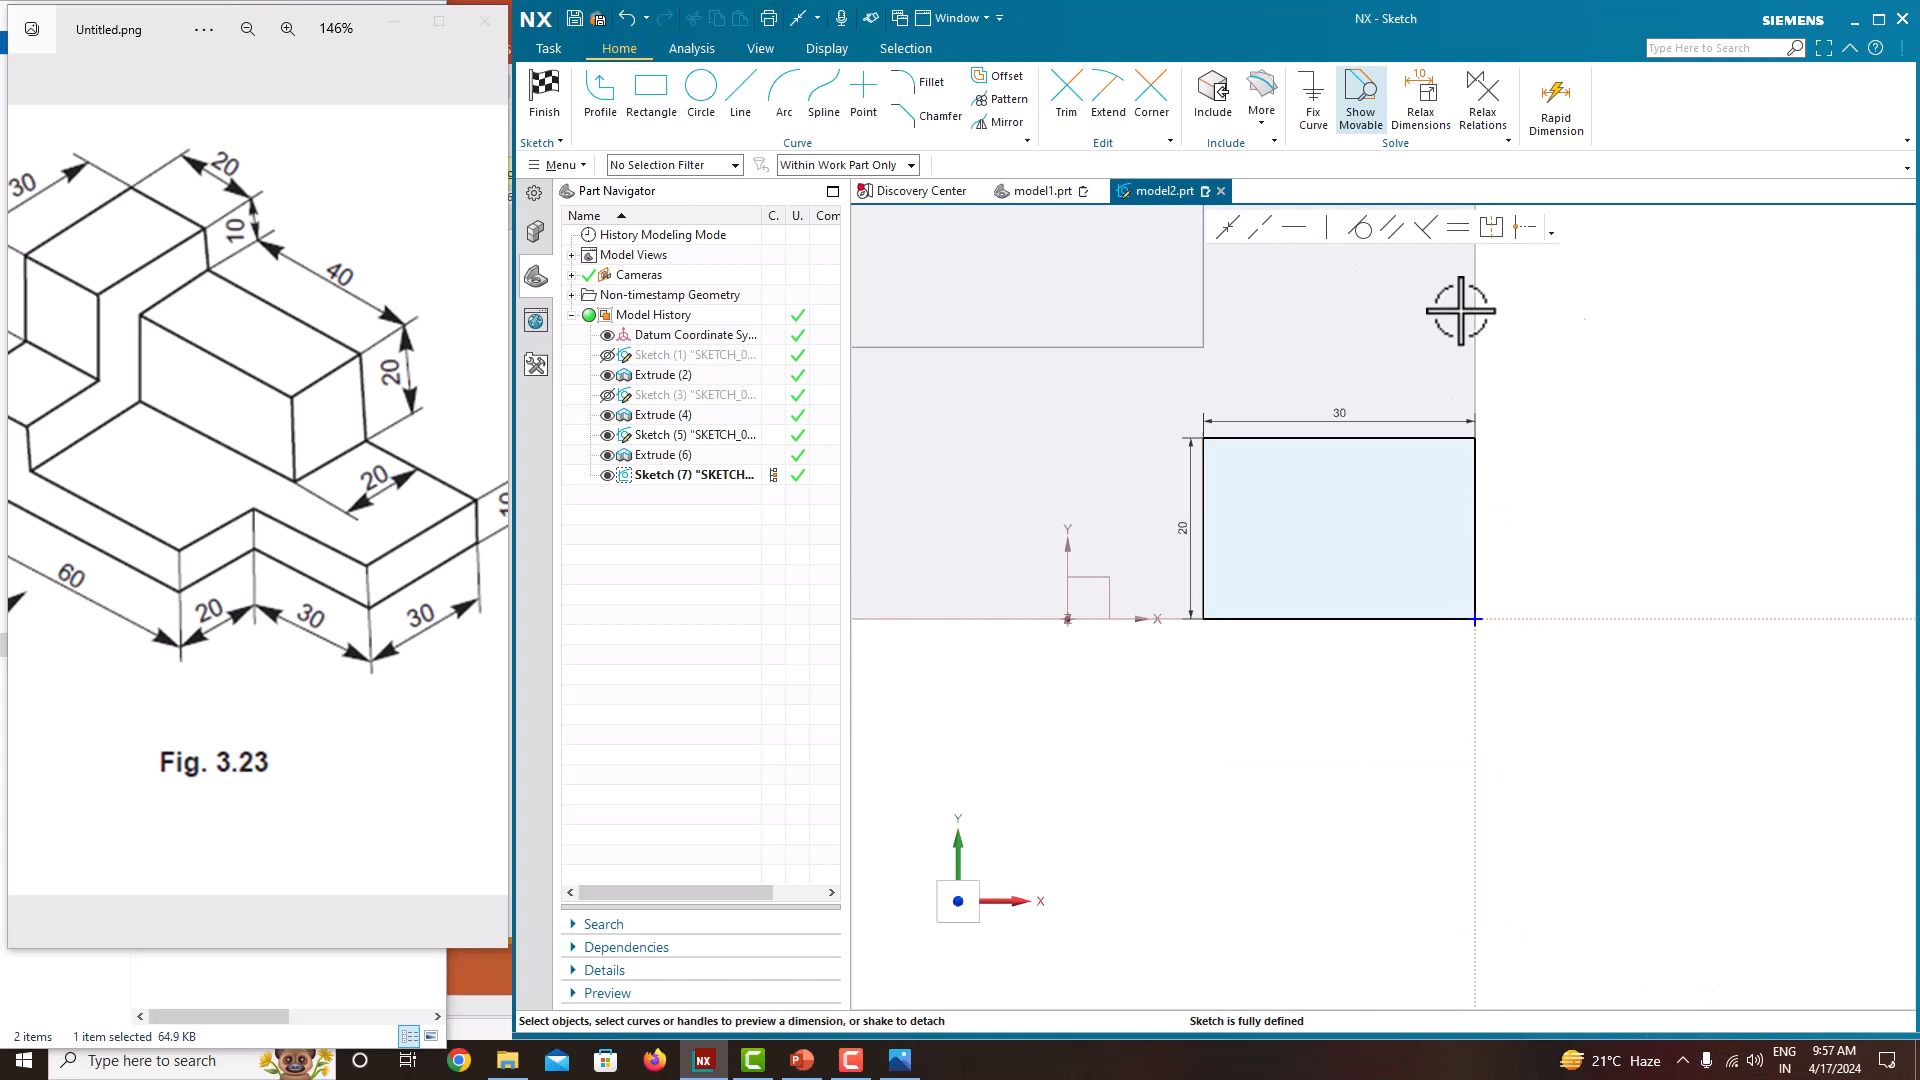 Untitled.png
146%
30
20
10
40
20
20
60
20
30
30
Fig. 3.23
2 items 1 item selected 64.9 KB
NX
Window
NX - Sketch
SIEMENS
Task Home Analysis View Display Selection
Type Here to Search
Finish
Profile Rectangle Circle Line Arc Spline Point
Fillet
Chamfer
Offset
Pattern
Mirror
Trim Extend Corner
Include More
Fix Curve
Show Movable
1,0
Relax Dimensions
Relax Relations
Rapid Dimension
Sketch Curve Edit Include Solve
Menu No Selection Filter Within Work Part Only
Part Navigator
Discovery Center model1.prt model2.prt
Name C. U. Com
History Modeling Mode
Model Views
Cameras
Non-timestamp Geometry
Model History
Datum Coordinate Sy...
Sketch (1) "SKETCH_0...
Extrude (2)
Sketch (3) "SKETCH_0...
Extrude (4)
Sketch (5) "SKETCH_0...
Extrude (6)
Sketch (7) "SKETCH...
30
20
Y
X
Y
X
Search
Dependencies
Details
Preview
Select objects, select curves or handles to preview a dimension, or shake to detach
Sketch is fully defined
Type here to search
NX
21°C Haze
ENG
IN
9:57 AM
4/17/2024